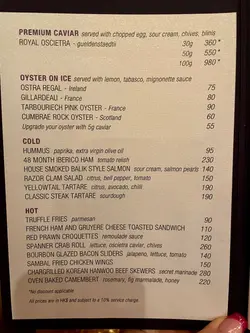 PREMIUM CAVIAR served with chopped egg, sour cream, chives, blinis
ROYAL OSCIETRA - gueldenstaedtii 30g 360*
50g 550*
100g 980*
OYSTER ON ICE served with lemon, tabasco, mignonette sauce
OSTRA REGAL - Ireland 75
GILLARDEAU - France 80
TARBOURIECH PINK OYSTER - France 90
CUMBRAE ROCK OYSTER - Scotland 60
Upgrade your oyster with 5g caviar 55
COLD
HUMMUS paprika, extra virgin olive oil 95
48 MONTH IBERICO HAM tomato relish 230
HOUSE SMOKED BALIK STYLE SALMON sour cream, salmon pearls 140
RAZOR CLAM SALAD citrus, bell pepper, tomato 150
YELLOWTAIL TARTARE citrus, avocado, chilli 190
CLASSIC STEAK TARTARE sourdough 190
HOT
TRUFFLE FRIES parmesan 90
FRENCH HAM AND GRUYERE CHEESE TOASTED SANDWICH 110
RED PRAWN CROQUETTES remoulade sauce 120
SPANNER CRAB ROLL lettuce, oscietra caviar, chives 260
BOURBON GLAZED BACON SLIDERS jalapeno, lettuce, tomato 140
SAMBAL FRIED CHICKEN WINGS 150
CHARGRILLED KOREAN HANWOO BEEF SKEWERS secret marinade 280
OVEN BAKED CAMEMBERT rosemary, fig marmelade, honey 220
*No discount applicable
All prices are in HK$ and subject to a 10% service charge.